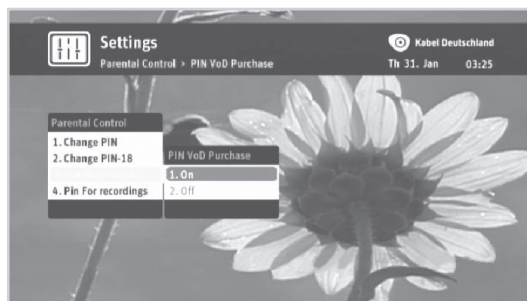 Settings
Kabel Deutschland
Parental Control > PIN VoD Purchase
Th 31. Jan 03:25
Parental Control
1. Change PIN
2. Change PIN-18
4. Pin For recordings
PIN VoD Purchase
1. On
2. Off